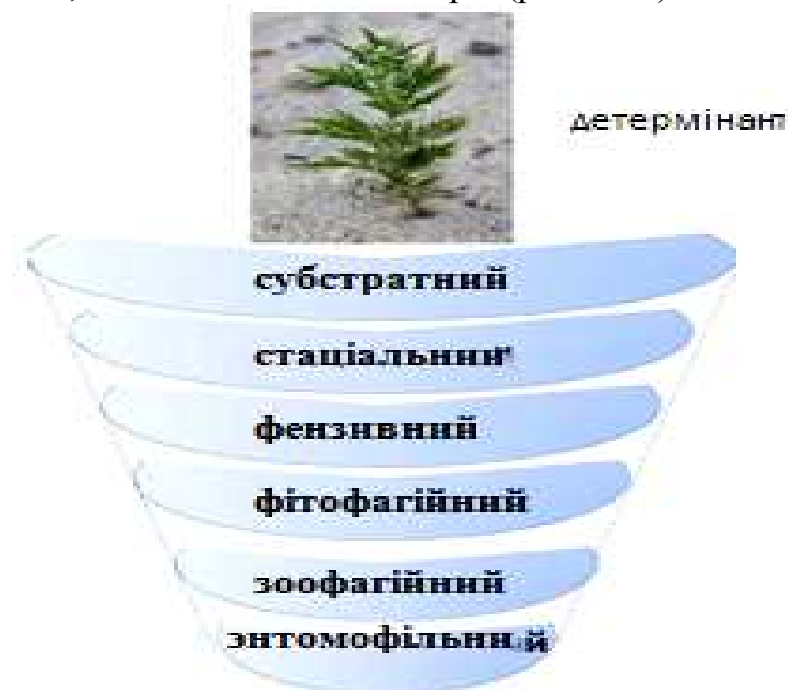 детермінант
субстратний
стаціальний
фензивний
фітофагійний
зоофагійний
энтомофільний